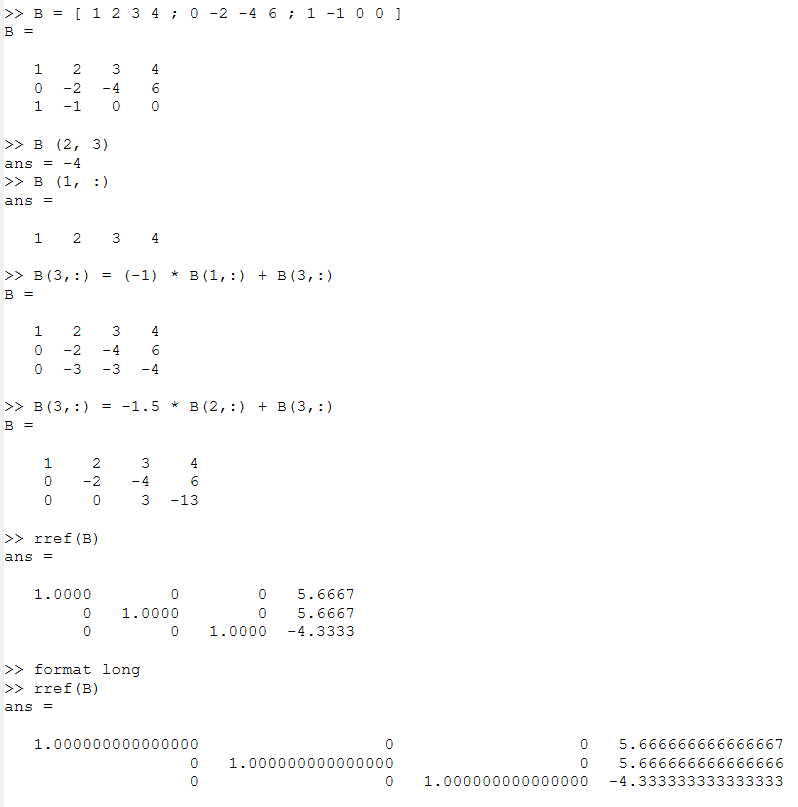 >> B = [ 1 2 3 4 ; 0 -2 -4 6 ; 1 -1 0 0 ]
B =
1 2 3 4
0 -2 -4 6
1 -1 0 0
>> B (2, 3)
ans = -4
>> B (1, :)
ans =
1 2 3 4
>> B(3,:) = (-1) * B(1,:) + B(3,:)
B =
1 2 3 4
0 -2 -4 6
0 -3 -3 -4
>> B(3,:) = -1.5 * B(2,:) + B(3,:)
B =
1 2 3 4
0 -2 -4 6
0 0 3 -13
>> rref(B)
ans =
1.0000 0 0 5.6667
0 1.0000 0 5.6667
0 0 1.0000 -4.3333
>> format long
>> rref(B)
ans =
1.000000000000000 0 0 5.666666666666667
0 1.000000000000000 0 5.666666666666666
0 0 1.000000000000000 -4.333333333333333